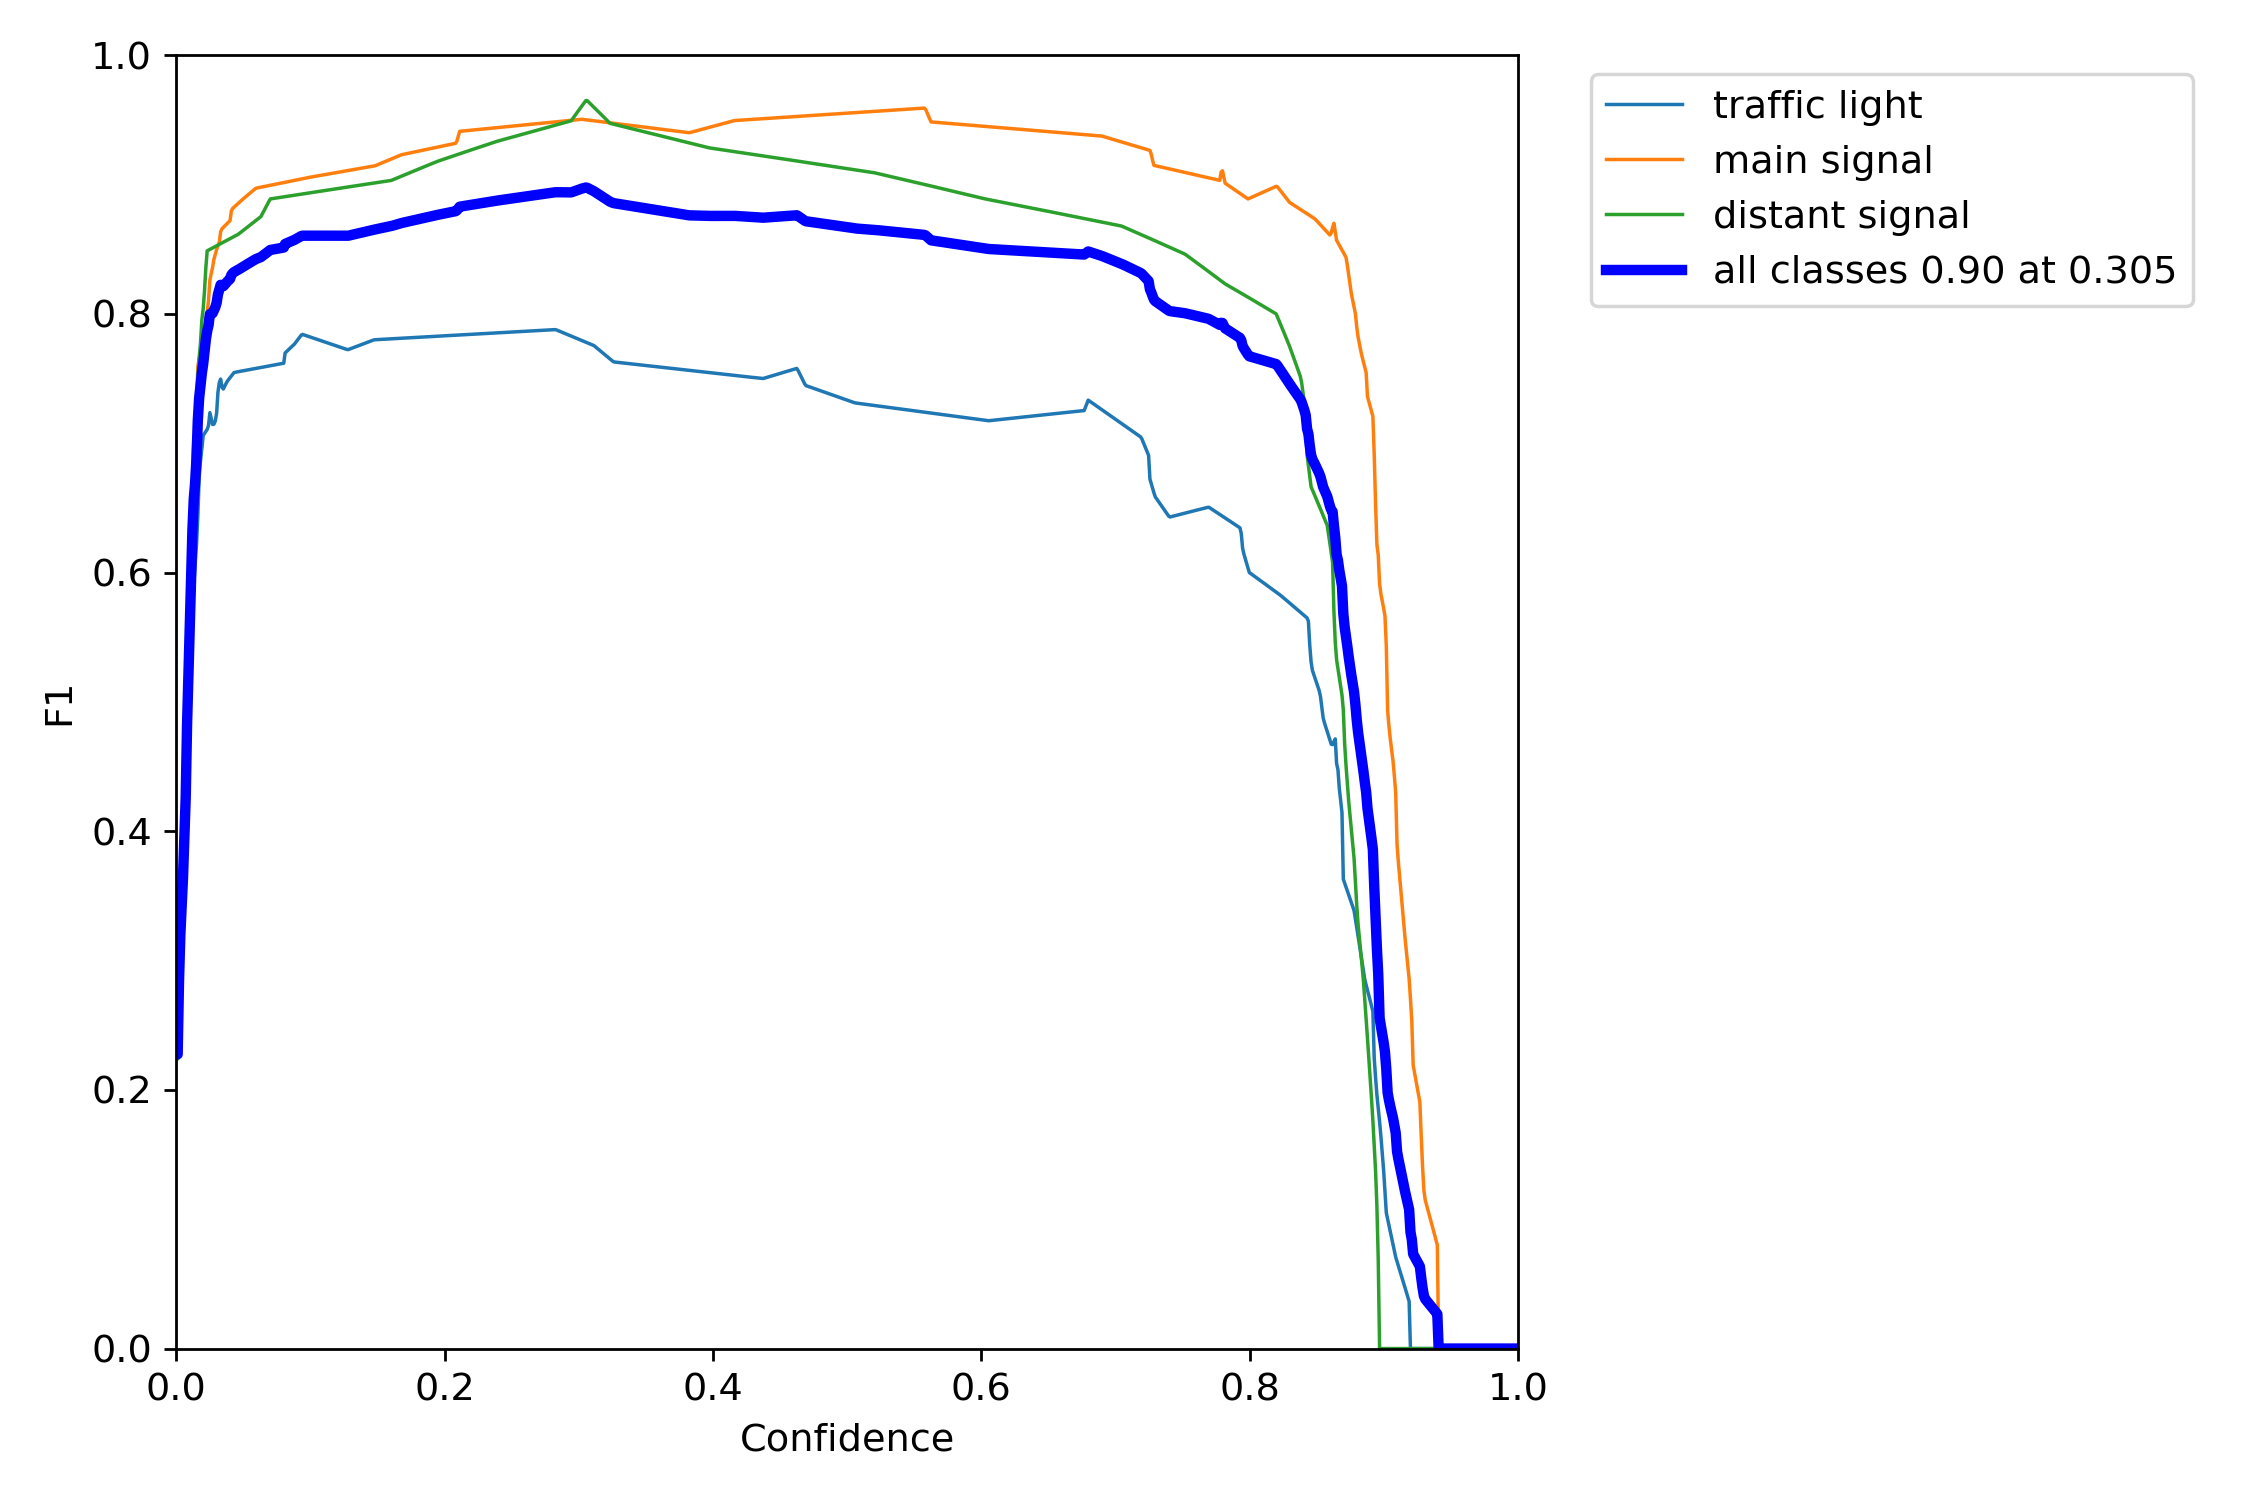 1.0
0.8
0.6
0.4
0.2
0.0
F1
0.0 0.2 0.4 0.6 0.8 1.0
Confidence
traffic light
main signal
distant signal
all classes 0.90 at 0.305